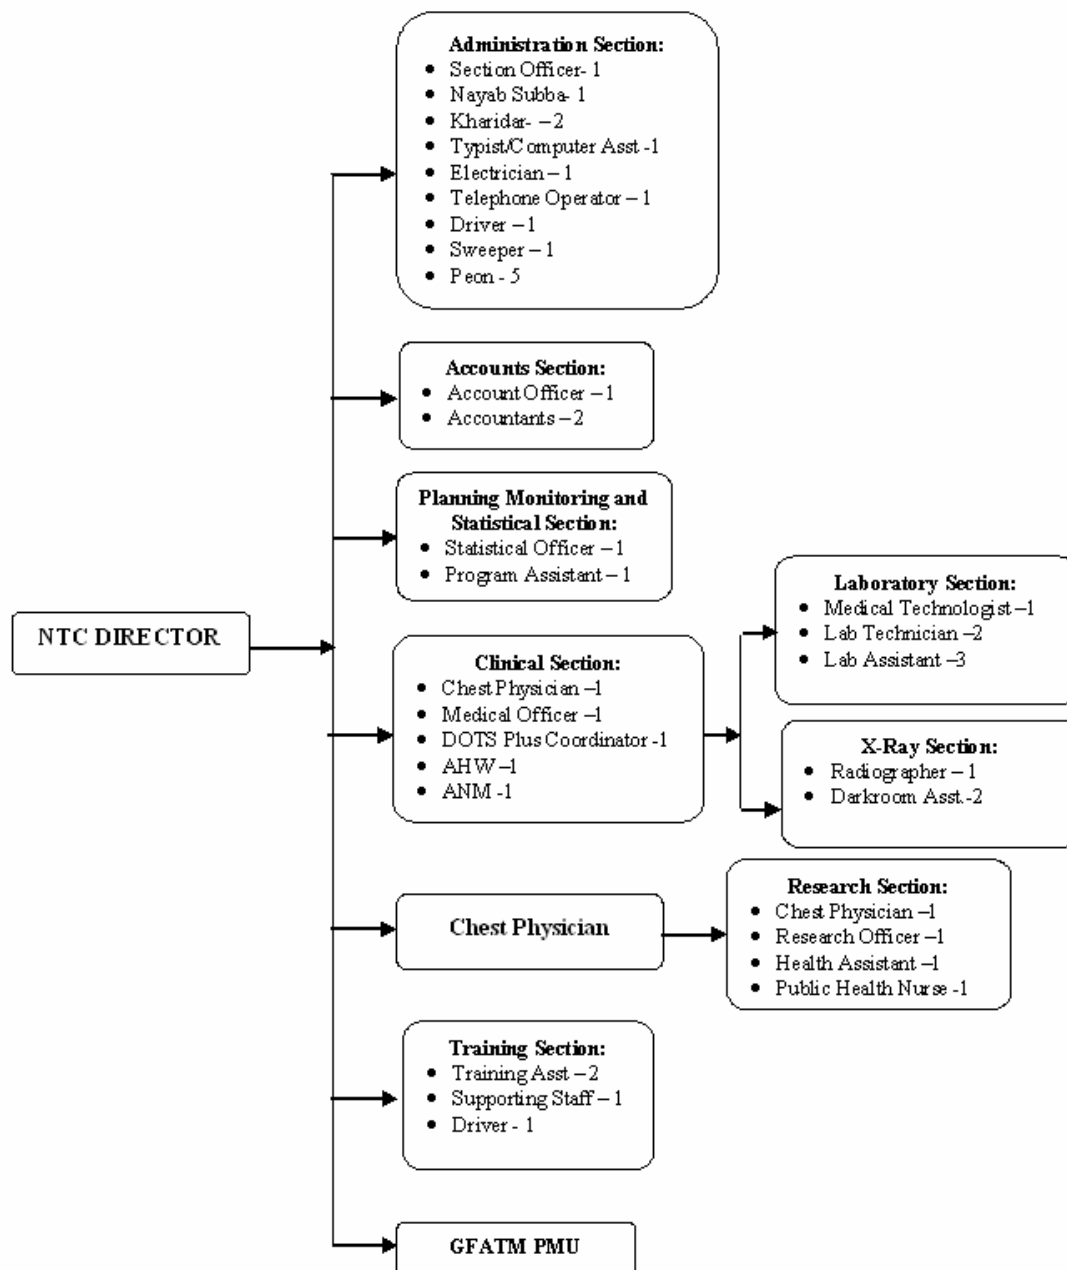 Administration Section:
• Section Officer- 1
• Nayab Subba- 1
• Kharidar- – 2
• Typist/Computer Asst -1
• Electrician – 1
• Telephone Operator – 1
• Driver – 1
• Sweeper – 1
• Peon - 5
Accounts Section:
• Account Officer – 1
• Accountants – 2
Planning Monitoring and
Statistical Section:
• Statistical Officer – 1
• Program Assistant – 1
NTC DIRECTOR
Clinical Section:
• Chest Physician –1
• Medical Officer –1
• DOTS Plus Coordinator -1
• AHW –1
• ANM -1
Laboratory Section:
• Medical Technologist –1
• Lab Technician –2
• Lab Assistant –3
X-Ray Section:
• Radiographer – 1
• Darkroom Asst.-2
Chest Physician
Research Section:
• Chest Physician –1
• Research Officer –1
• Health Assistant –1
• Public Health Nurse -1
Training Section:
• Training Asst – 2
• Supporting Staff – 1
• Driver - 1
GFATM PMU